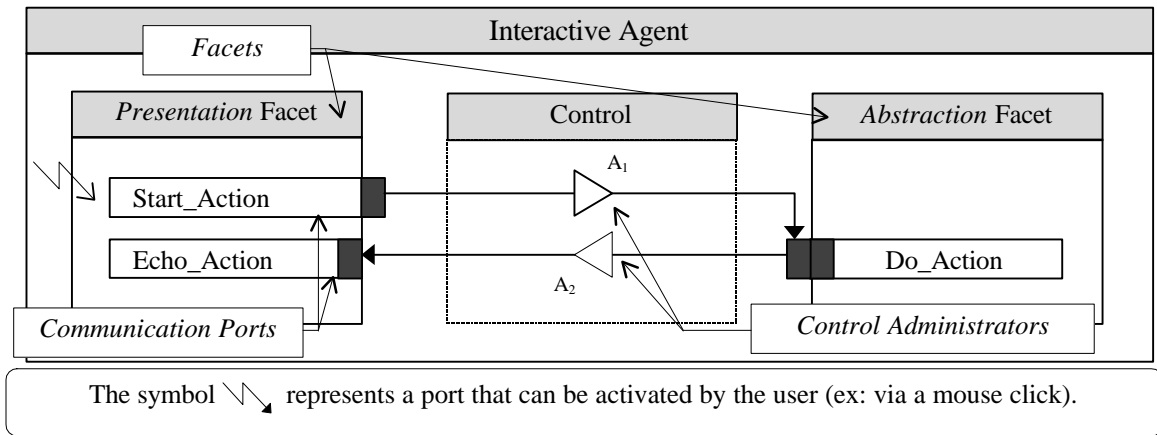 Interactive Agent
Facets
Presentation Facet
Control
Abstraction Facet
A1
Start_Action
Echo_Action
Do_Action
A2
Communication Ports
Control Administrators
The symbol represents a port that can be activated by the user (ex: via a mouse click).